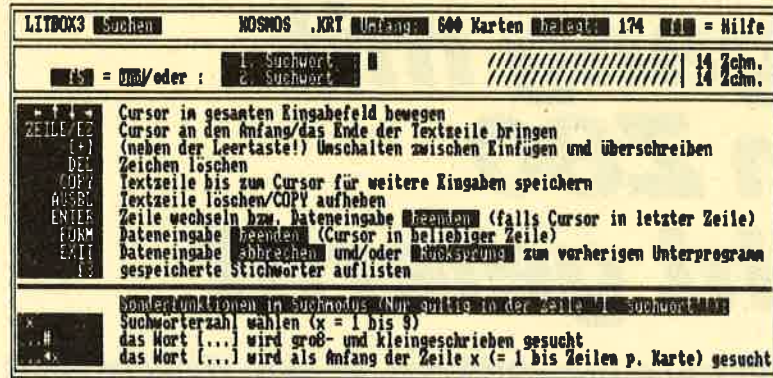 LITBOX3 Suchen KOSMOS .KRT Umfang: 600 Karten belegt: 174 f1 = Hilfe
f5 = und/oder : 1. Suchwort : 14 Zchn.
2. Suchwort : 14 Zchn.
Cursor im gesamten Eingabefeld bewegen
ZEILE/EZ Cursor an den Anfang/das Ende der Textzeile bringen
[+] (neben der Leertaste!) Umschalten zwischen Einfügen und überschreiben
DEL Zeichen löschen
COPY Textzeile bis zum Cursor für weitere Eingaben speichern
AUSBL Textzeile löschen/COPY aufheben
ENTER Zeile wechseln bzw. Dateneingabe beenden (falls Cursor in letzter Zeile)
FORM Dateneingabe beenden (Cursor in beliebiger Zeile)
EXIT Dateneingabe abbrechen und/oder Rücksprung zum vorherigen Unterprogramm
f3 gespeicherte Stichwörter auflisten
Sonderfunktionen im Suchmodus (Nur gültig in der Zeile '1. Suchwort'!):
x Suchwörterzahl wählen (x = 1 bis 9)
..# das Wort [...] wird groß- und kleingeschrieben gesucht
das Wort [...] wird als Anfang der Zeile x (= 1 bis Zeilen p. Karte) gesucht